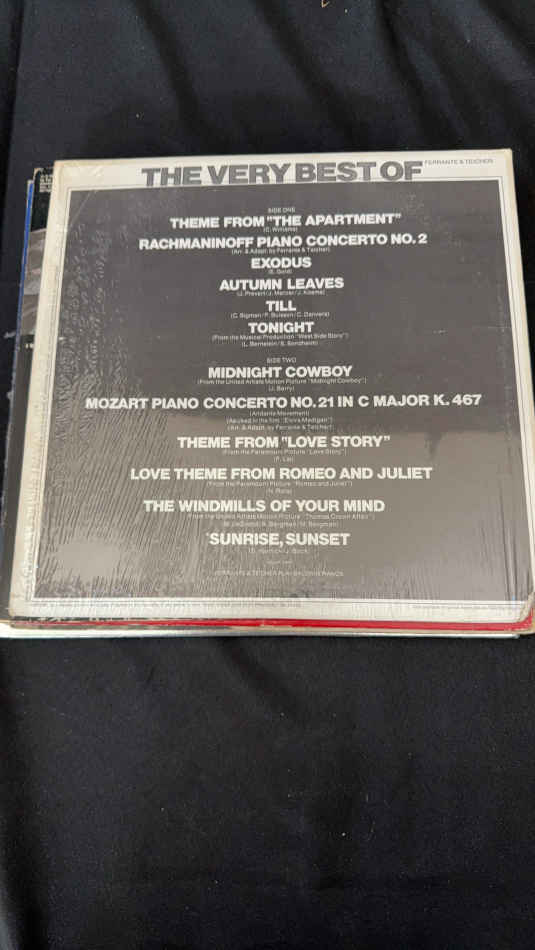 THE VERY BEST OF
FERRANTE & TEICHER
SIDE ONE
THEME FROM "THE APARTMENT"
(C. Williams)
RACHMANINOFF PIANO CONCERTO NO. 2
(Arr. & Adapt. by Ferrante & Teicher)
EXODUS
(E. Gold)
AUTUMN LEAVES
(J. Prevert/J. Mercer/J. Kosma)
TILL
(C. Sigman/P. Buisson/C. Danvers)
TONIGHT
(From the Musical Production "West Side Story")
(L. Bernstein/S. Sondheim)
SIDE TWO
MIDNIGHT COWBOY
(From the United Artists Motion Picture "Midnight Cowboy")
(J. Barry)
MOZART PIANO CONCERTO NO. 21 IN C MAJOR K. 467
(Andante Movement)
(As used in the film "Elvira Madigan")
(Arr. & Adapt. by Ferrante & Teicher)
THEME FROM "LOVE STORY"
(From the Paramount Picture "Love Story")
(F. Lai)
LOVE THEME FROM ROMEO AND JULIET
(From the Paramount Picture "Romeo and Juliet")
(N. Rota)
THE WINDMILLS OF YOUR MIND
(From the United Artists Motion Picture "Thomas Crown Affair")
(M. LeGrand/A. Bergman/M. Bergman)
SUNRISE, SUNSET
(S. Harnick/J. Bock)
FERRANTE & TEICHER PLAY BALDWIN PIANOS